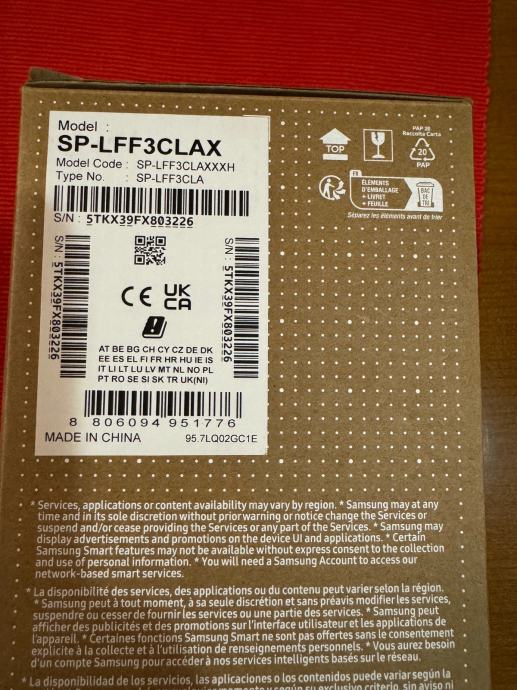 Model :
SP-LFF3CLAX
Model Code : SP-LFF3CLAXXXH
Type No. : SP-LFF3CLA
S/N : 5TKX39FX803226
S/N : 5TKX39FX803226
S/N : 5TKX39FX803226
CE UK
CA
AT BE BG CH CY CZ DE DK
EE ES EL FI FR HR HU IE IS
IT LI LT LU LV MT NL NO PL
PT RO SE SI SK TR UK(NI)
8 806094 951776
MADE IN CHINA 95.7LQ02GC1E
TOP
PAP 20
Raccolta Carta
20
PAP
FR
ÉLÉMENTS
D'EMBALLAGE
+ LIVRET
+ FEUILLE
BAC
DE TRI
Séparez les éléments avant de trier
* Services, applications or content availability may vary by region. * Samsung may at any
time and in its sole discretion without prior warning or notice change the Services or
suspend and/or cease providing the Services or any part of the Services. * Samsung may
display advertisements and promotions on the device UI and applications. * Certain
Samsung Smart features may not be available without express consent to the collection
and use of personal information. * You will need a Samsung Account to access our
network-based smart services.
* La disponibilité des services, des applications ou du contenu peut varier selon la région.
* Samsung peut à tout moment, à sa seule discrétion et sans préavis modifier les services,
suspendre ou cesser de fournir les services ou une partie des services. * Samsung peut
afficher des publicités et des promotions sur l'interface utilisateur et les applications de
l'appareil. * Certaines fonctions Samsung Smart ne sont pas offertes sans le consentement
explicite à la collecte et à l'utilisation de renseignements personnels. * Vous aurez besoin
d'un compte Samsung pour accéder à nos services intelligents basés sur le réseau.
* La disponibilidad de los servicios, las aplicaciones o los contenidos puede variar según la